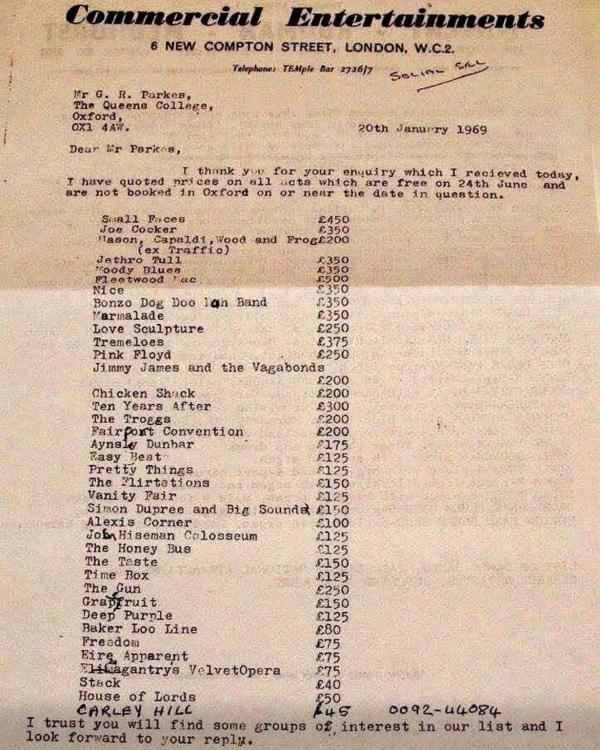 Commercial Entertainments
6 NEW COMPTON STREET, LONDON, W.C.2.
Telephone: TEMple Bar 2726/7
SOCIAL SEC
Mr G. R. Parkes,
The Queens College,
Oxford,
OX1 4AW.
20th January 1969
Dear Mr Parkes,
I thank you for your enquiry which I recieved today,
I have quoted prices on all acts which are free on 24th June and
are not booked in Oxford on or near the date in question.
Small Faces £450
Joe Cocker £350
Mason, Capaldi,Wood and Frog£200
(ex Traffic)
Jethro Tull £350
Moody Blues £350
Fleetwood Mac £500
Nice £350
Bonzo Dog Doo Dah Band £350
Marmalade £350
Love Sculpture £250
Tremeloes £375
Pink Floyd £250
Jimmy James and the Vagabonds
£200
Chicken Shack £200
Ten Years After £300
The Troggs £200
Fairport Convention £200
Aynsley Dunbar £175
Easy Beat £125
Pretty Things £125
The Flirtations £150
Vanity Fair £125
Simon Dupree and Big Sounds £150
Alexis Corner £100
John Hiseman Colosseum £125
The Honey Bus £125
The Taste £150
Time Box £125
The Gun £250
Grapfruit £150
Deep Purple £125
Baker Loo Line £80
Freedom £75
Eire Apparent £75
VelvetOpera £75
Stack £40
House of Lords £50
CARLEY HILL £45 0092-44084
I trust you will find some groups of interest in our list and I
look forward to your reply.